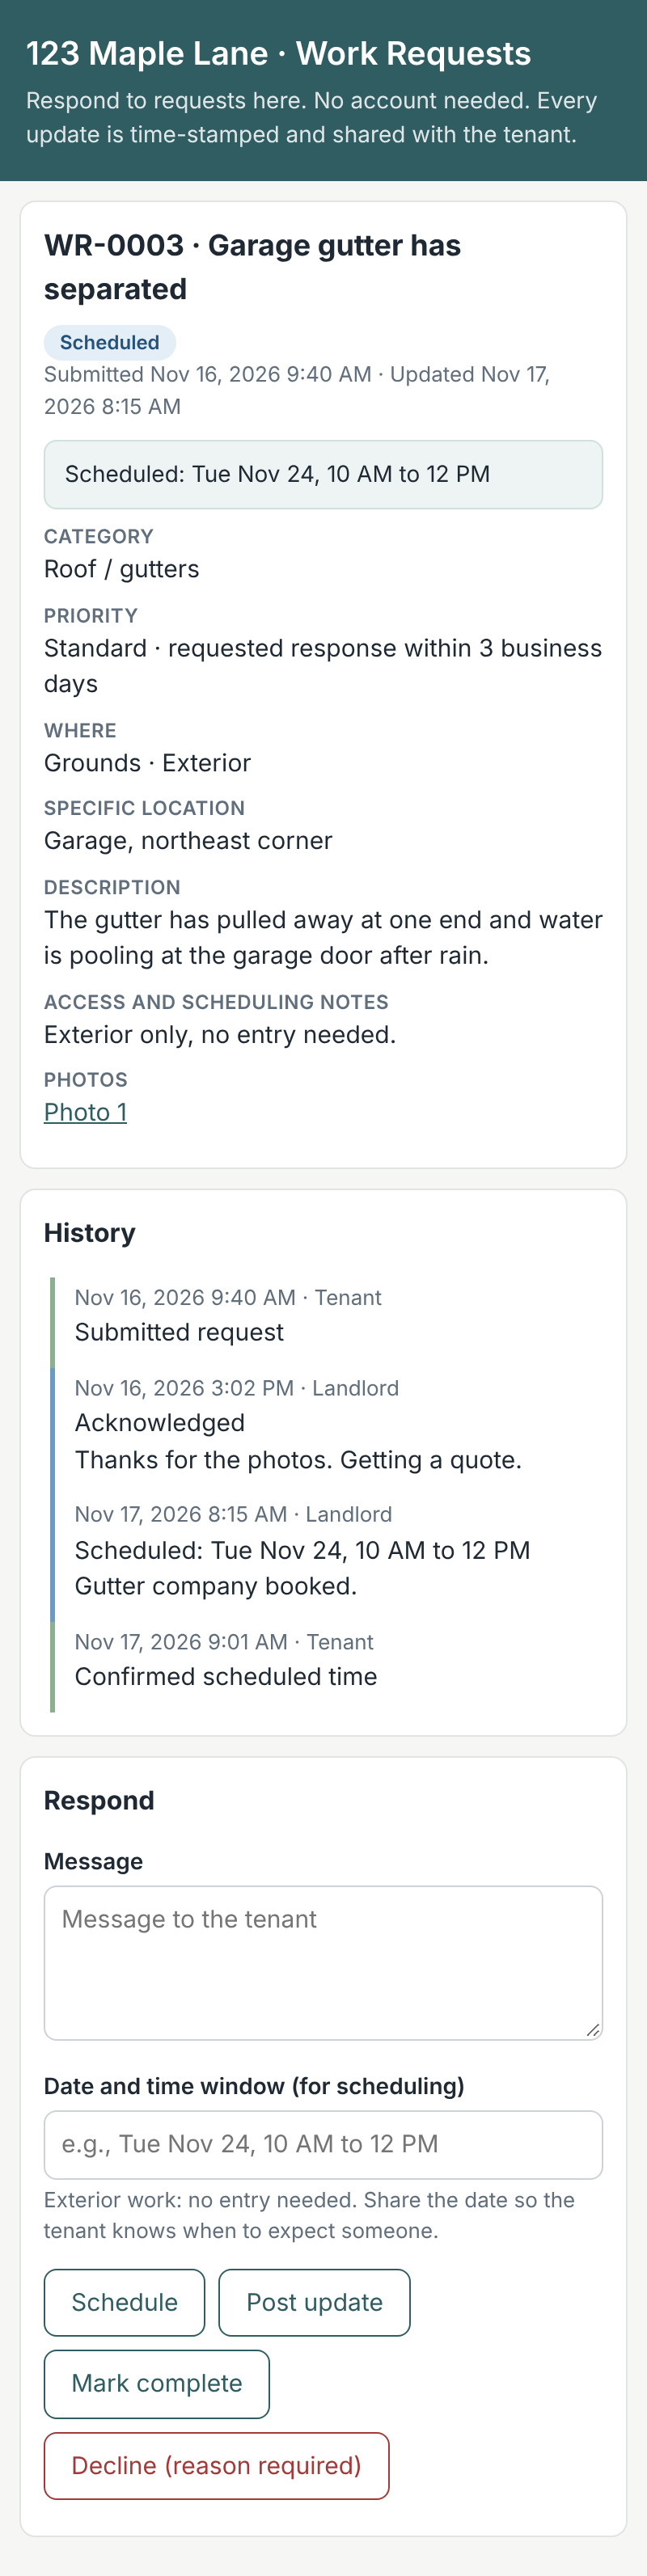 123 Maple Lane · Work Requests
Respond to requests here. No account needed. Every
update is time-stamped and shared with the tenant.
WR-0003 · Garage gutter has
separated
Scheduled
Submitted Nov 16, 2026 9:40 AM · Updated Nov 17,
2026 8:15 AM
Scheduled: Tue Nov 24, 10 AM to 12 PM
CATEGORY
Roof / gutters
PRIORITY
Standard · requested response within 3 business
days
WHERE
Grounds · Exterior
SPECIFIC LOCATION
Garage, northeast corner
DESCRIPTION
The gutter has pulled away at one end and water
is pooling at the garage door after rain.
ACCESS AND SCHEDULING NOTES
Exterior only, no entry needed.
PHOTOS
Photo 1
History
Nov 16, 2026 9:40 AM · Tenant
Submitted request
Nov 16, 2026 3:02 PM · Landlord
Acknowledged
Thanks for the photos. Getting a quote.
Nov 17, 2026 8:15 AM · Landlord
Scheduled: Tue Nov 24, 10 AM to 12 PM
Gutter company booked.
Nov 17, 2026 9:01 AM · Tenant
Confirmed scheduled time
Respond
Message
Message to the tenant
Date and time window (for scheduling)
e.g., Tue Nov 24, 10 AM to 12 PM
Exterior work: no entry needed. Share the date so the
tenant knows when to expect someone.
Schedule
Post update
Mark complete
Decline (reason required)